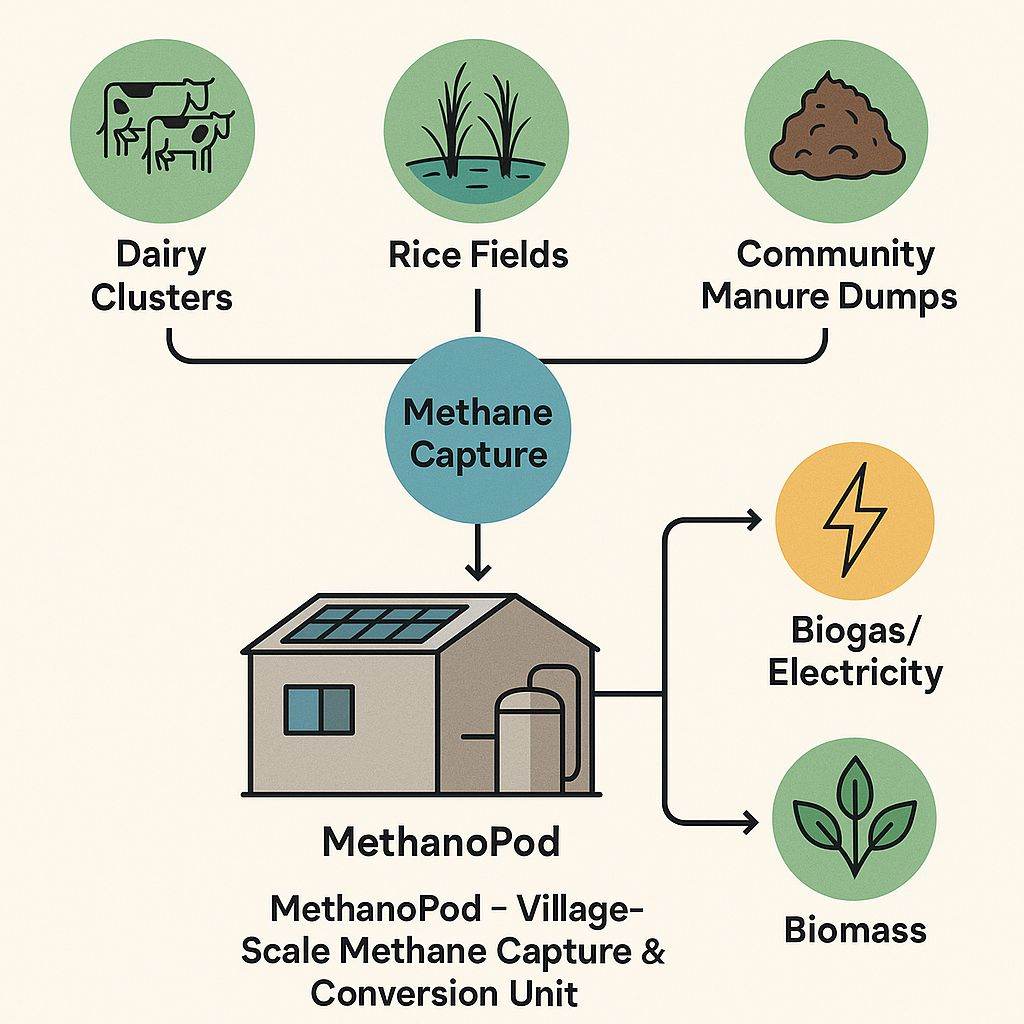 Dairy
Clusters
Rice Fields
Community
Manure Dumps
Methane
Capture
Biogas/
Electricity
MethanoPod
MethanoPod – Village-
Scale Methane Capture &
Conversion Unit
Biomass